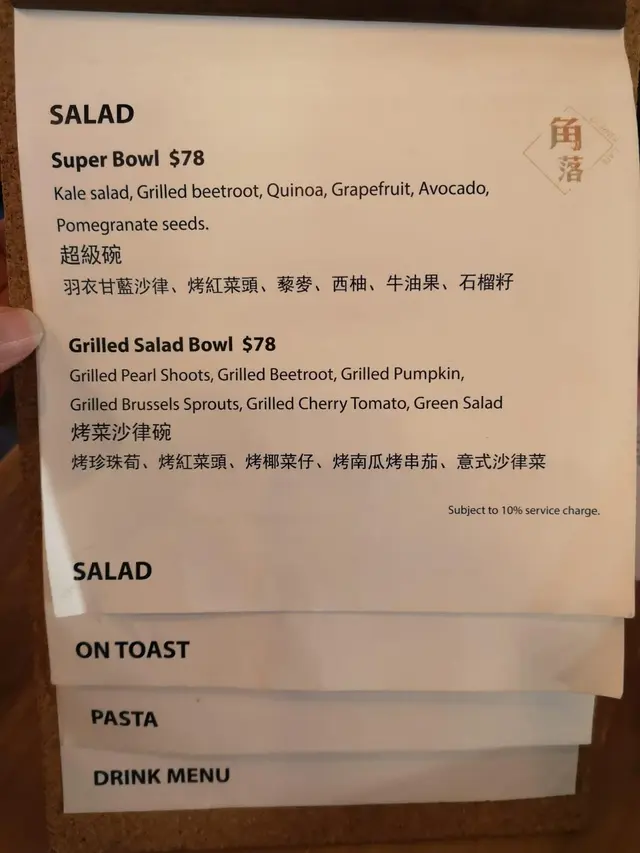 SALAD
角
落
Super Bowl $78
Kale salad, Grilled beetroot, Quinoa, Grapefruit, Avocado,
Pomegranate seeds.
超級碗
羽衣甘藍沙律、烤紅菜頭、藜麥、西柚、牛油果、石榴籽
Grilled Salad Bowl $78
Grilled Pearl Shoots, Grilled Beetroot, Grilled Pumpkin,
Grilled Brussels Sprouts, Grilled Cherry Tomato, Green Salad
烤菜沙律碗
烤珍珠荀、烤紅菜頭、烤椰菜仔、烤南瓜烤串茄、意式沙律菜
Subject to 10% service charge.
SALAD
ON TOAST
PASTA
DRINK MENU